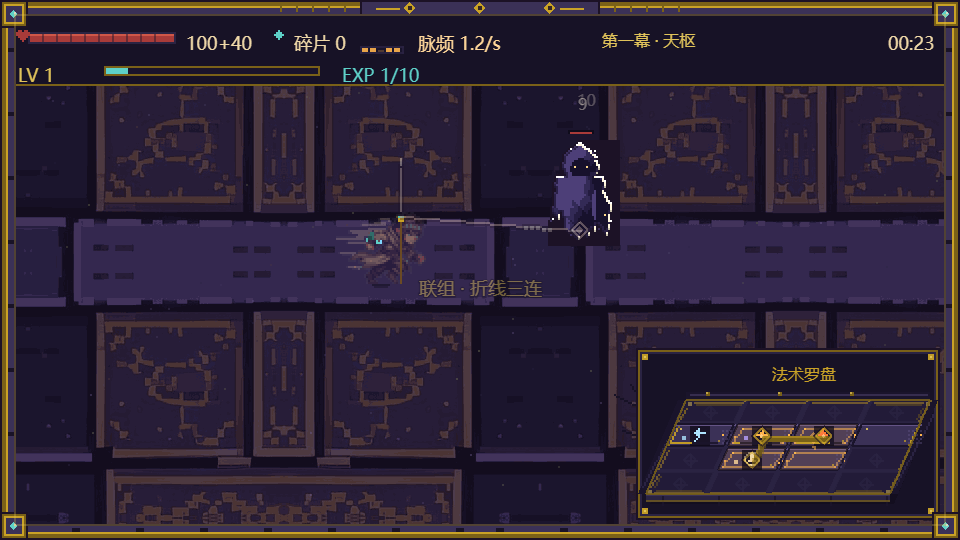 100+40
碎片 0
脉频 1.2/s
第一幕 · 天枢
00:23
LV 1
EXP 1/10
10
9
联组 · 折线三连
法术罗盘